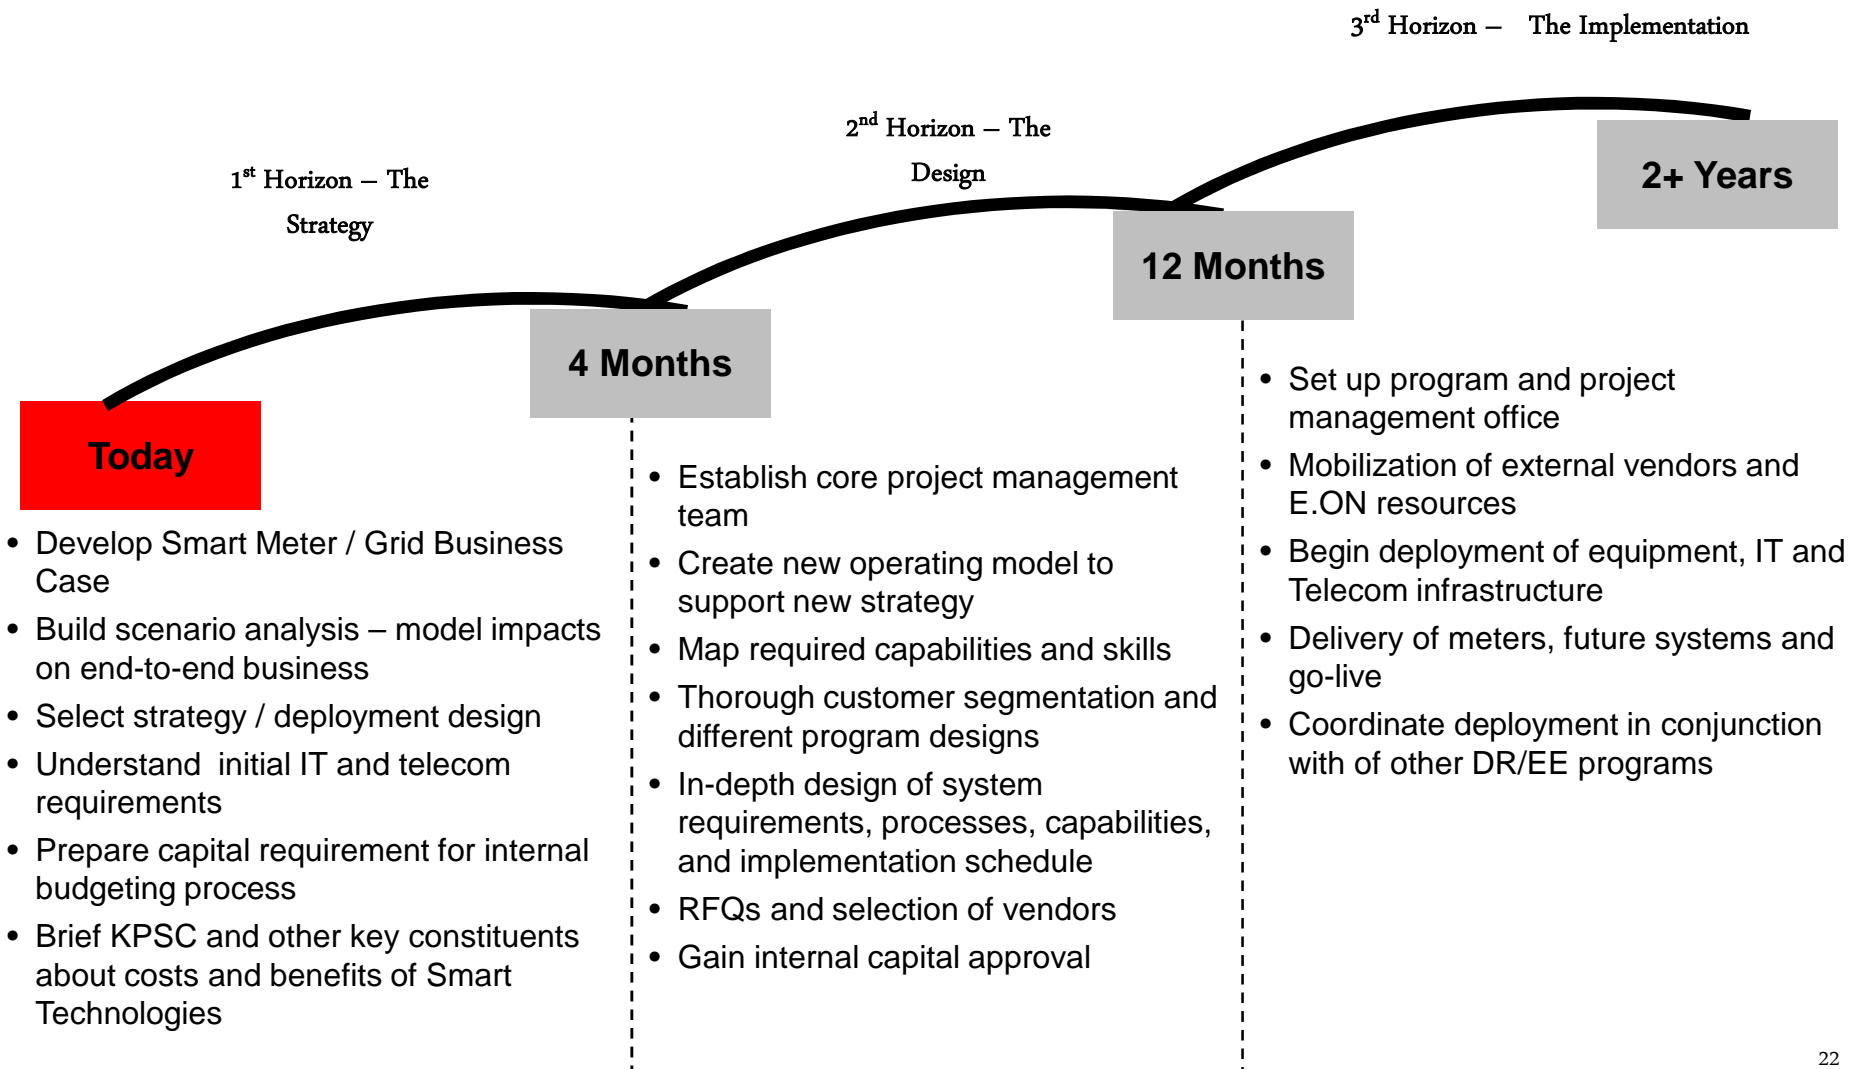 3rd Horizon – The Implementation
2nd Horizon – The
Design
1st Horizon – The
Strategy
2+ Years
12 Months
4 Months
Today
• Develop Smart Meter / Grid Business
Case
• Build scenario analysis – model impacts
on end-to-end business
• Select strategy / deployment design
• Understand  initial IT and telecom
requirements
• Prepare capital requirement for internal
budgeting process
• Brief KPSC and other key constituents
about costs and benefits of Smart
Technologies
• Establish core project management
team
• Create new operating model to
support new strategy
• Map required capabilities and skills
• Thorough customer segmentation and
different program designs
• In-depth design of system
requirements, processes, capabilities,
and implementation schedule
• RFQs and selection of vendors
• Gain internal capital approval
• Set up program and project
management office
• Mobilization of external vendors and
E.ON resources
• Begin deployment of equipment, IT and
Telecom infrastructure
• Delivery of meters, future systems and
go-live
• Coordinate deployment in conjunction
with of other DR/EE programs
22